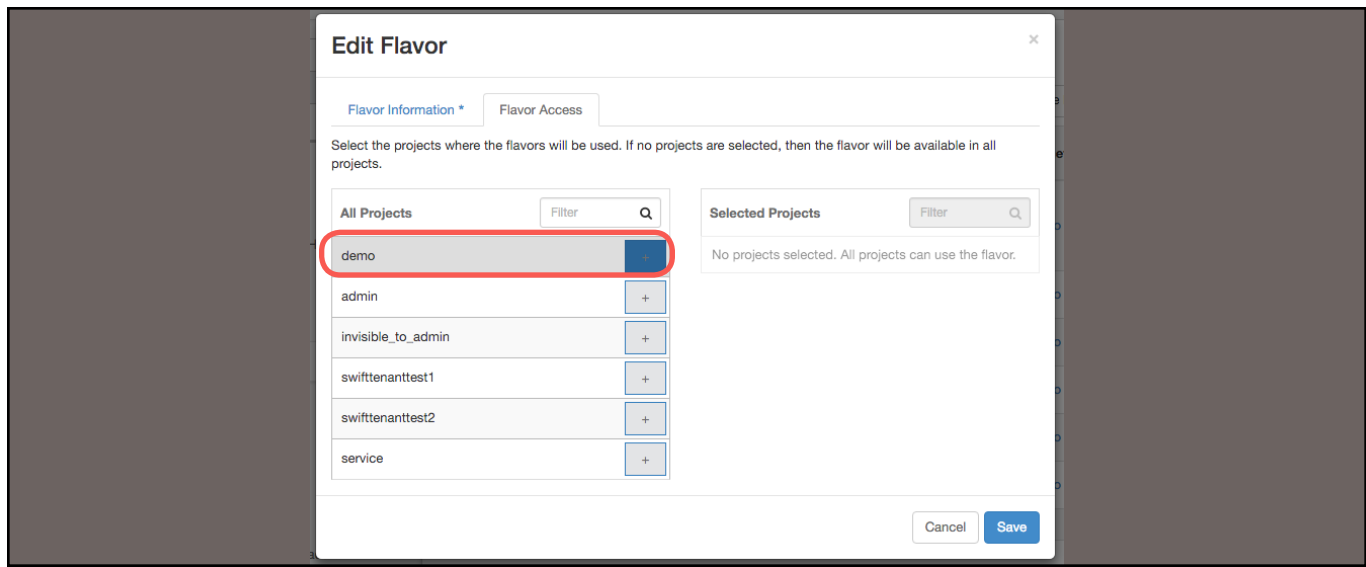 Edit Flavor
×
Flavor Information *
Flavor Access
Select the projects where the flavors will be used. If no projects are selected, then the flavor will be available in all
projects.
All Projects
Filter
demo
+
admin
+
invisible_to_admin
+
swifttenanttest1
+
swifttenanttest2
+
service
+
Selected Projects
Filter
No projects selected. All projects can use the flavor.
Cancel
Save